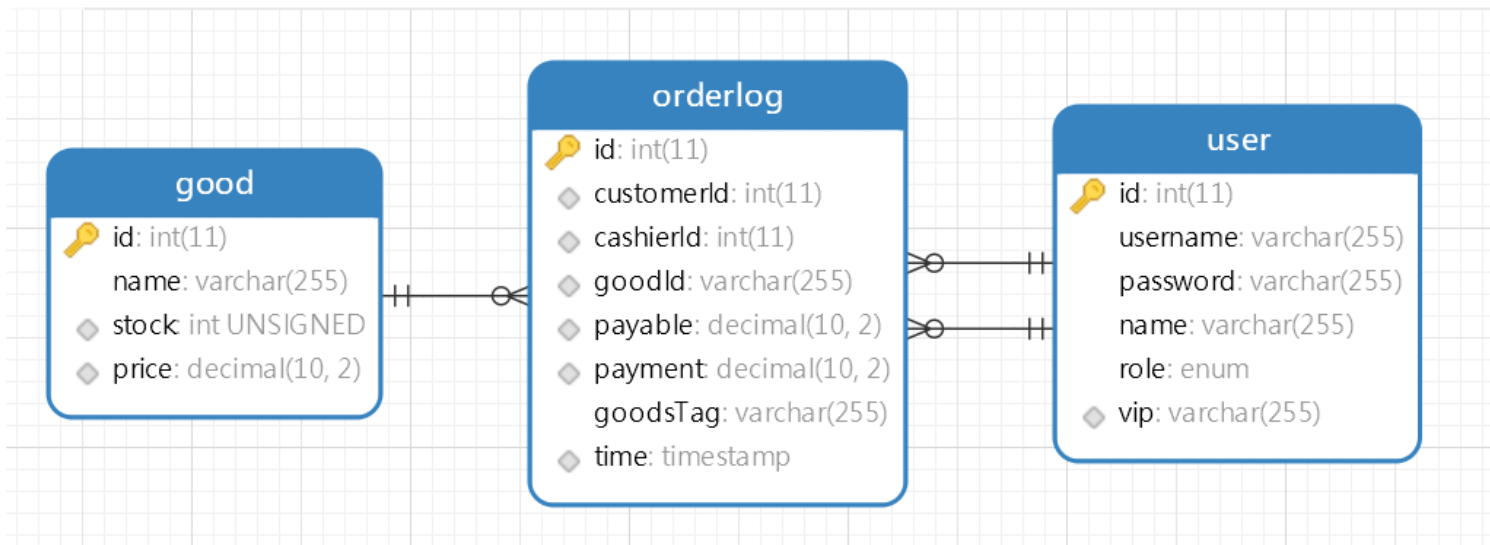 good
id: int(11)
name: varchar(255)
stock: int UNSIGNED
price: decimal(10, 2)
orderlog
id: int(11)
customerId: int(11)
cashierId: int(11)
goodId: varchar(255)
payable: decimal(10, 2)
payment: decimal(10, 2)
goodsTag: varchar(255)
time: timestamp
user
id: int(11)
username: varchar(255)
password: varchar(255)
name: varchar(255)
role: enum
vip: varchar(255)